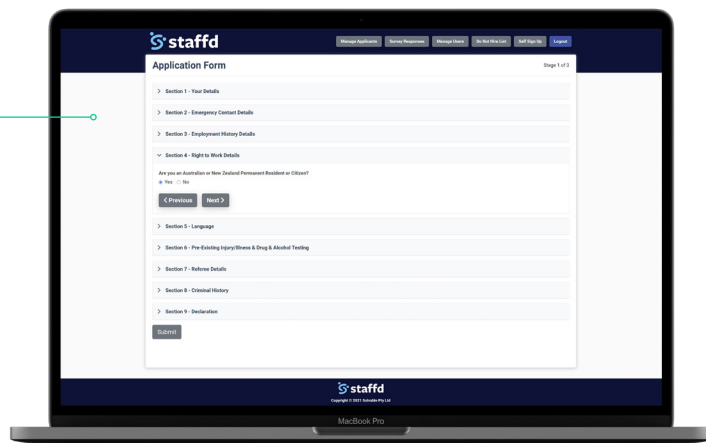 staffd
Manage Applicants Survey Responses Manage Users Do Not Hire List Self Sign Up Logout
Application Form
Stage 1 of 3
Section 1 - Your Details
Section 2 - Emergency Contact Details
Section 3 - Employment History Details
Section 4 - Right to Work Details
Are you an Australian or New Zealand Permanent Resident or Citizen?
Yes No
Previous Next
Section 5 - Language
Section 6 - Pre-Existing Injury/Illness & Drug & Alcohol Testing
Section 7 - Referee Details
Section 8 - Criminal History
Section 9 - Declaration
Submit
staffd
Copyright © 2021 Solvable Pty Ltd
MacBook Pro